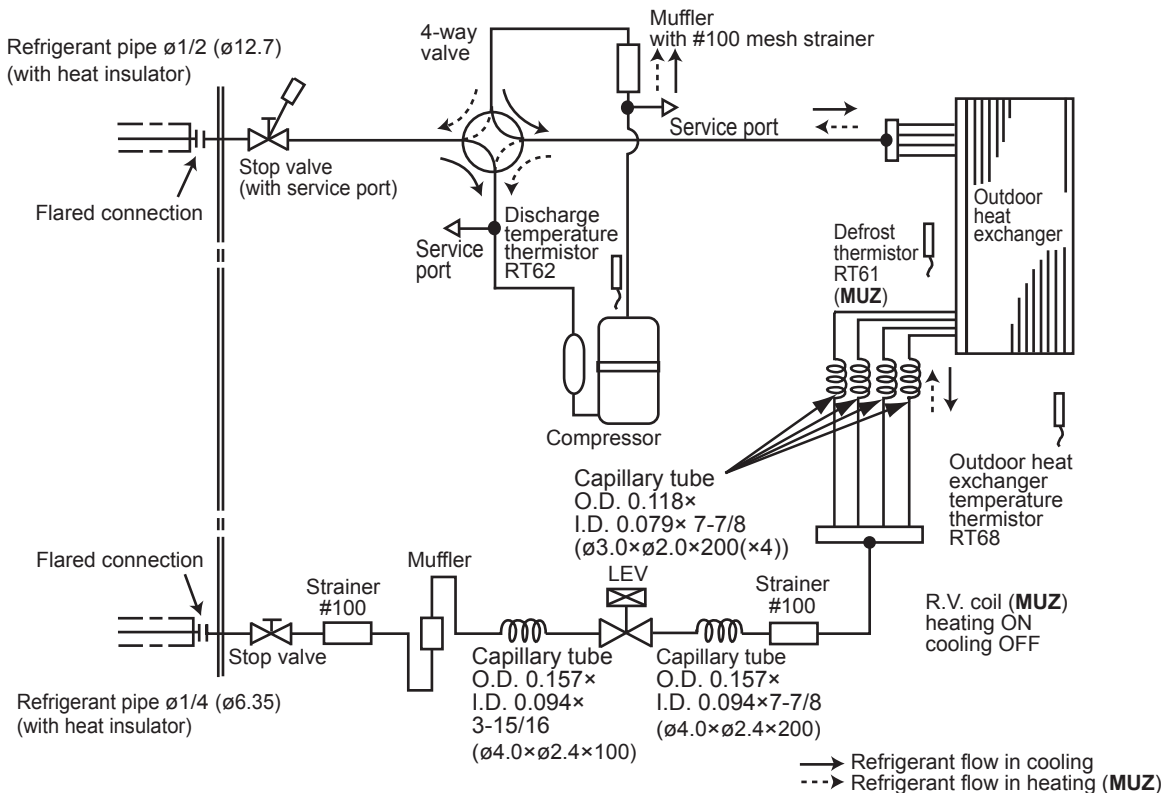 Refrigerant pipe ø1/2 (ø12.7)
(with heat insulator)
4-way
valve
Muffler
with #100 mesh strainer
Service port
Stop valve
(with service port)
Flared connection
Service
port
Discharge
temperature
thermistor
RT62
Defrost
thermistor
RT61
(MUZ)
Outdoor
heat
exchanger
Compressor
Capillary tube
O.D. 0.118×
I.D. 0.079× 7-7/8
(ø3.0×ø2.0×200(×4))
Outdoor heat
exchanger
temperature
thermistor
RT68
Flared connection
Strainer
#100
Muffler
LEV
Strainer
#100
R.V. coil (MUZ)
heating ON
cooling OFF
Stop valve
Capillary tube
O.D. 0.157×
I.D. 0.094×
3-15/16
(ø4.0×ø2.4×100)
Capillary tube
O.D. 0.157×
I.D. 0.094×7-7/8
(ø4.0×ø2.4×200)
Refrigerant pipe ø1/4 (ø6.35)
(with heat insulator)
Refrigerant flow in cooling
Refrigerant flow in heating (MUZ)